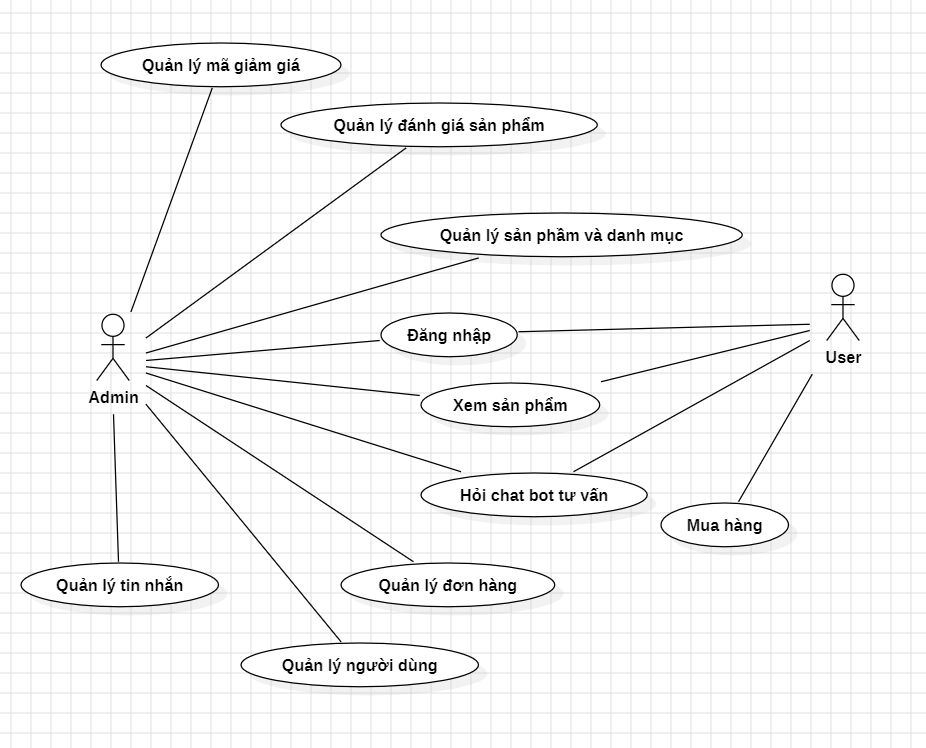 Quản lý mã giảm giá
Quản lý đánh giá sản phẩm
Quản lý sản phầm và danh mục
Đăng nhập
User
Admin
Xem sản phẩm
Hỏi chat bot tư vấn
Mua hàng
Quản lý tin nhắn
Quản lý đơn hàng
Quản lý người dùng